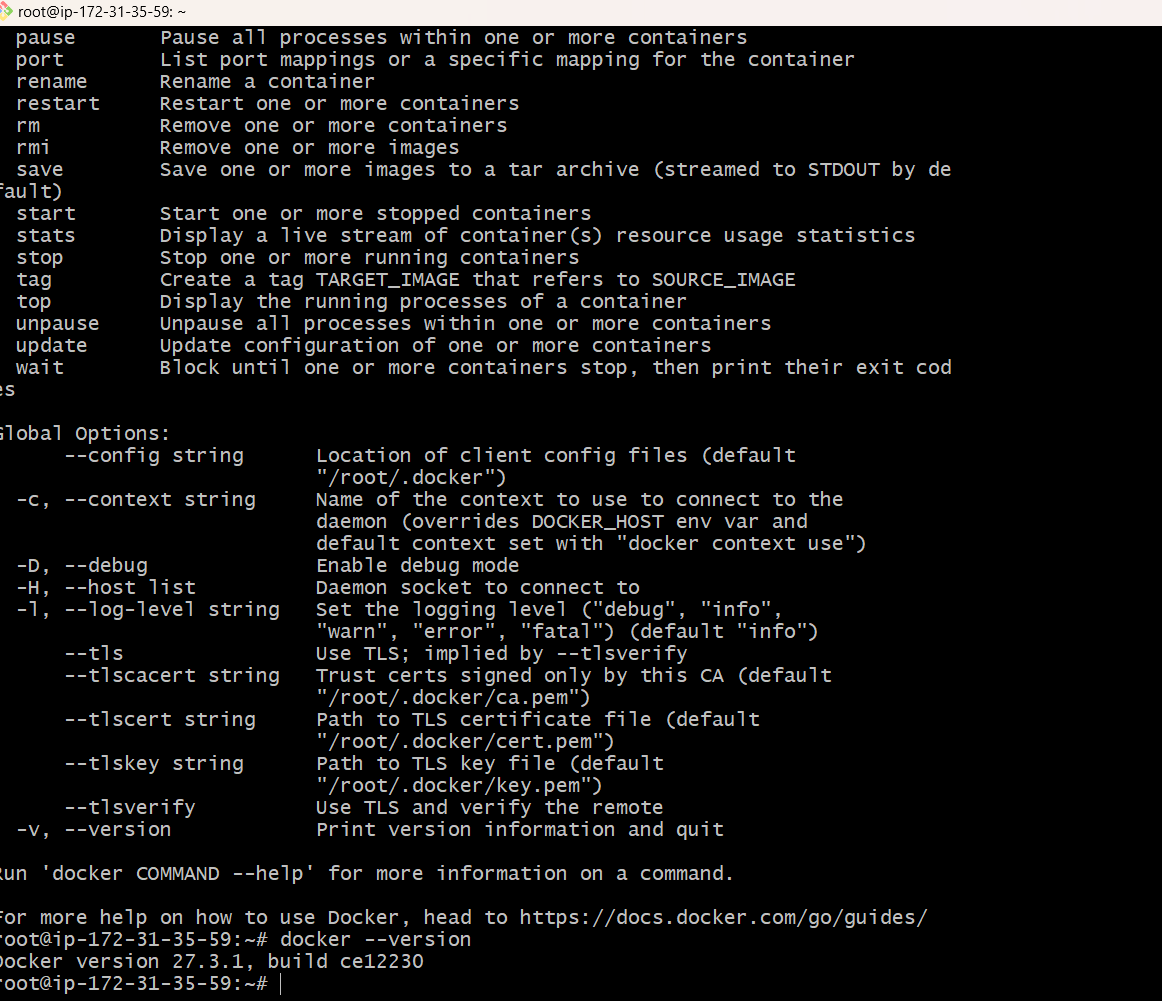 root@ip-172-31-35-59: ~
pause       Pause all processes within one or more containers
port        List port mappings or a specific mapping for the container
rename      Rename a container
restart     Restart one or more containers
rm          Remove one or more containers
rmi         Remove one or more images
save        Save one or more images to a tar archive (streamed to STDOUT by de
fault)
start       Start one or more stopped containers
stats       Display a live stream of container(s) resource usage statistics
stop        Stop one or more running containers
tag         Create a tag TARGET_IMAGE that refers to SOURCE_IMAGE
top         Display the running processes of a container
unpause     Unpause all processes within one or more containers
update      Update configuration of one or more containers
wait        Block until one or more containers stop, then print their exit cod
es
Global Options:
--config string      Location of client config files (default
"/root/.docker")
-c, --context string     Name of the context to use to connect to the
daemon (overrides DOCKER_HOST env var and
default context set with "docker context use")
-D, --debug              Enable debug mode
-H, --host list          Daemon socket to connect to
-l, --log-level string   Set the logging level ("debug", "info",
"warn", "error", "fatal") (default "info")
--tls                Use TLS; implied by --tlsverify
--tlscacert string   Trust certs signed only by this CA (default
"/root/.docker/ca.pem")
--tlscert string     Path to TLS certificate file (default
"/root/.docker/cert.pem")
--tlskey string      Path to TLS key file (default
"/root/.docker/key.pem")
--tlsverify          Use TLS and verify the remote
-v, --version            Print version information and quit
Run 'docker COMMAND --help' for more information on a command.
For more help on how to use Docker, head to https://docs.docker.com/go/guides/
root@ip-172-31-35-59:~# docker --version
Docker version 27.3.1, build ce12230
root@ip-172-31-35-59:~#